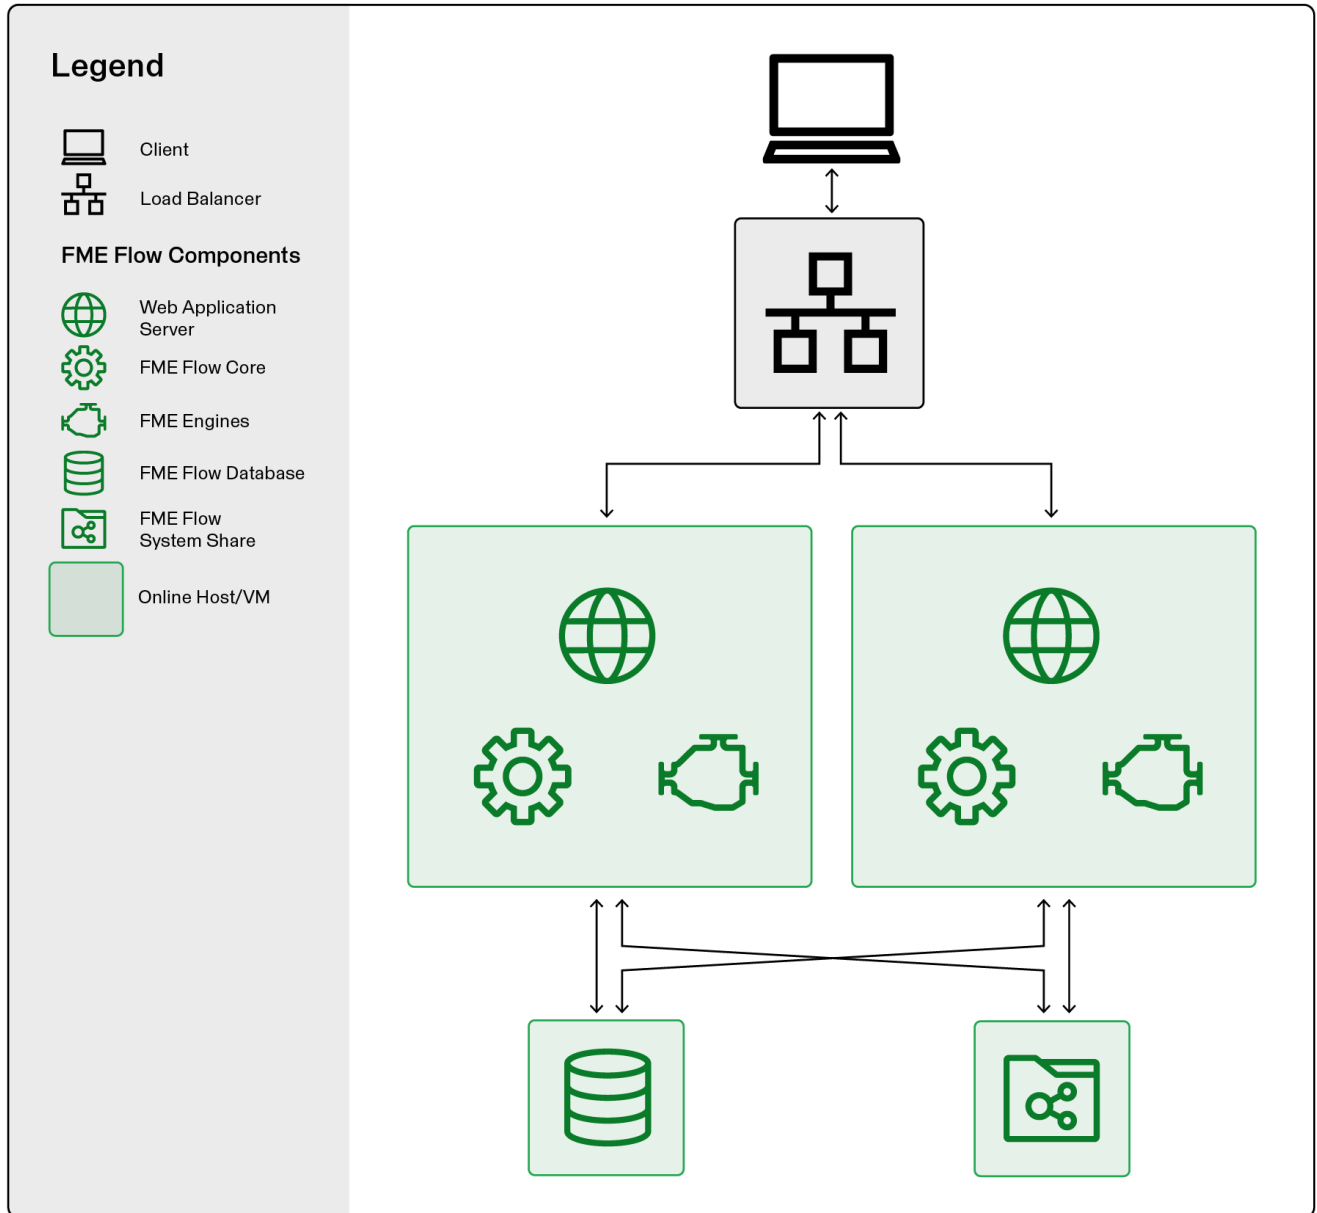 Legend
Client
Load Balancer
FME Flow Components
Web Application
Server
FME Flow Core
FME Engines
FME Flow Database
FME Flow
System Share
Online Host/VM